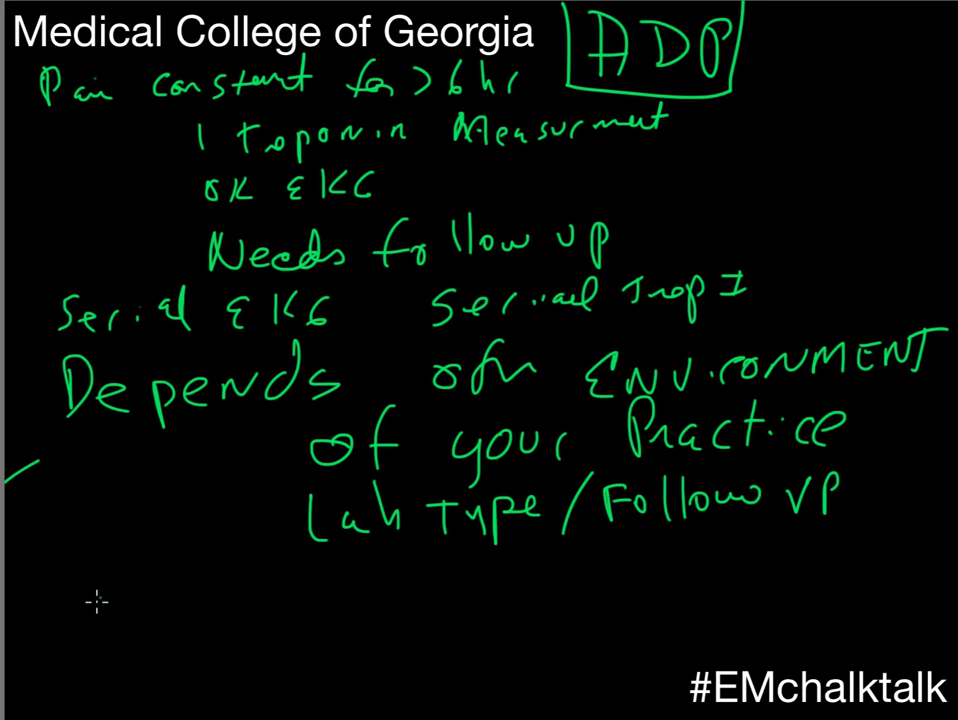 Medical College of Georgia
ADP
Pain constant for > 6 hr
1 troponin Measurment
OK EKG
Needs follow up
Serial EKG Serial Trop I
Depends on ENVIRONMENT
of your Practice
Lab Type / Follow UP
#EMchalktalk